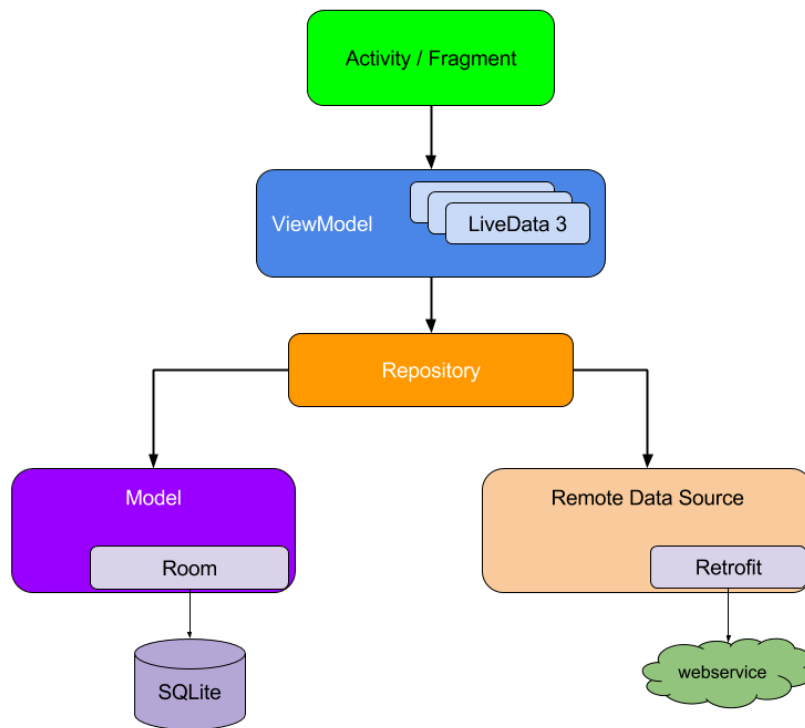 Activity / Fragment
ViewModel
LiveData 3
Repository
Model
Remote Data Source
Room
Retrofit
SQLite
webservice